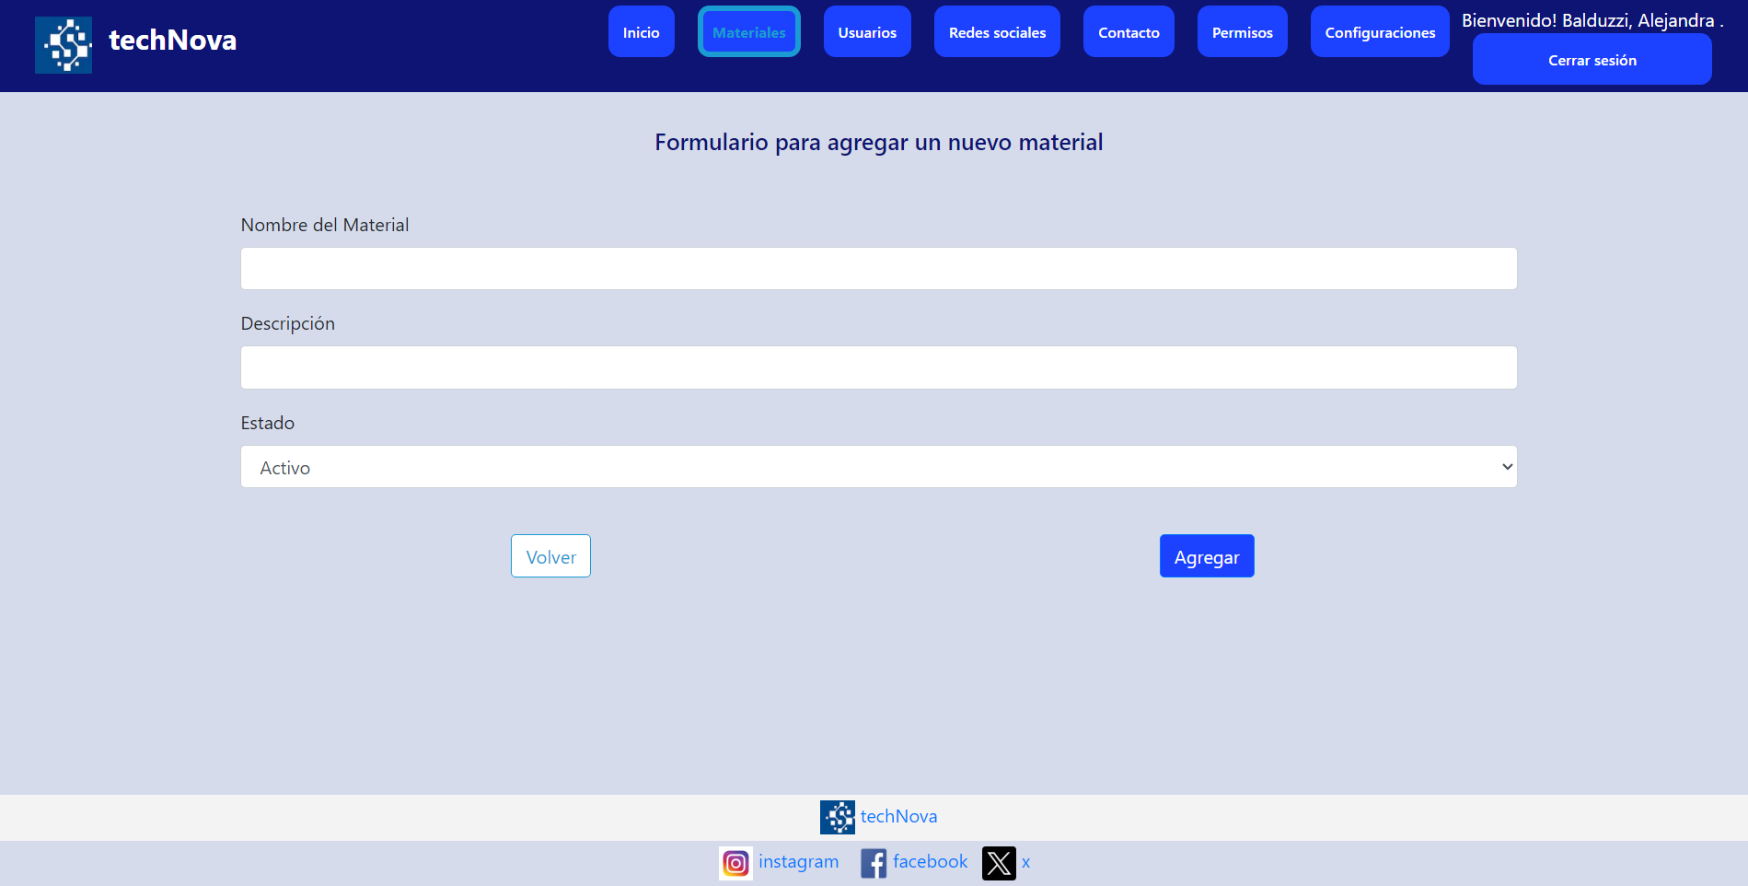 techNova
Inicio
Materiales
Usuarios
Redes sociales
Contacto
Permisos
Configuraciones
Bienvenido! Balduzzi, Alejandra .
Cerrar sesión
Formulario para agregar un nuevo material
Nombre del Material
Descripción
Estado
Activo
Volver
Agregar
techNova
instagram
facebook
x